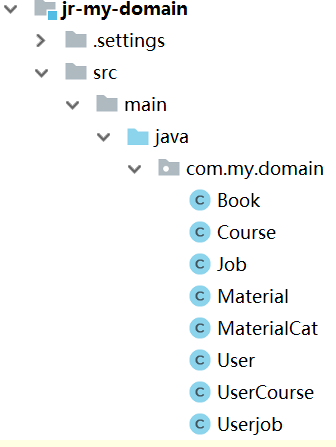 jr-my-domain
.settings
src
main
java
com.my.domain
C Book
C Course
C Job
C Material
C MaterialCat
C User
C UserCourse
C Userjob